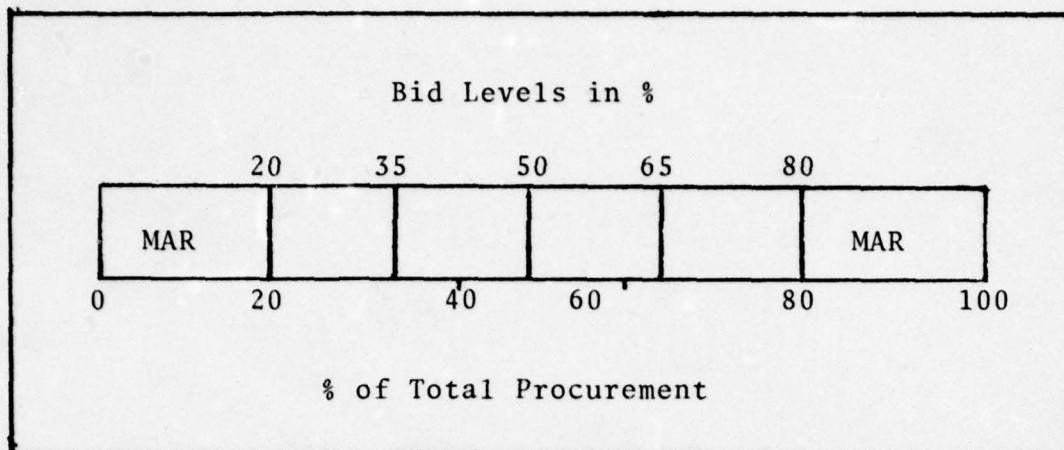 Bid Levels in %
20 35 50 65 80
MAR MAR
0 20 40 60 80 100
% of Total Procurement